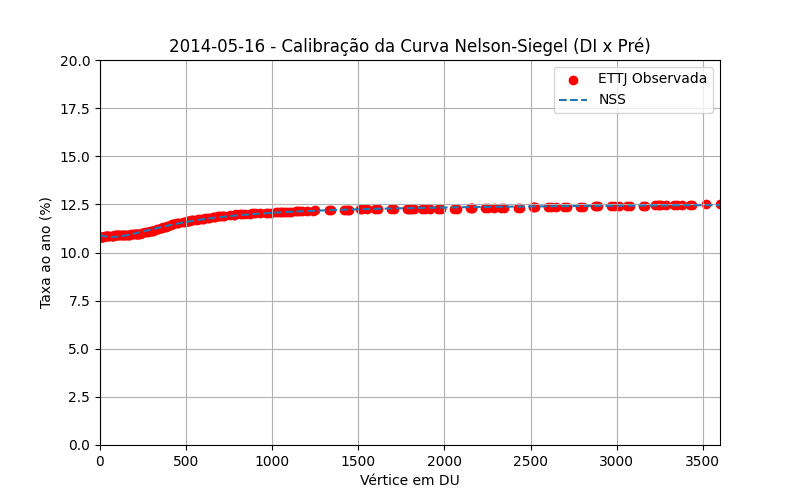 2014-05-16 - Calibração da Curva Nelson-Siegel (DI x Pré)
ETTJ Observada
NSS
Taxa ao ano (%)
20.0
17.5
15.0
12.5
10.0
7.5
5.0
2.5
0.0
0 500 1000 1500 2000 2500 3000 3500
Vértice em DU